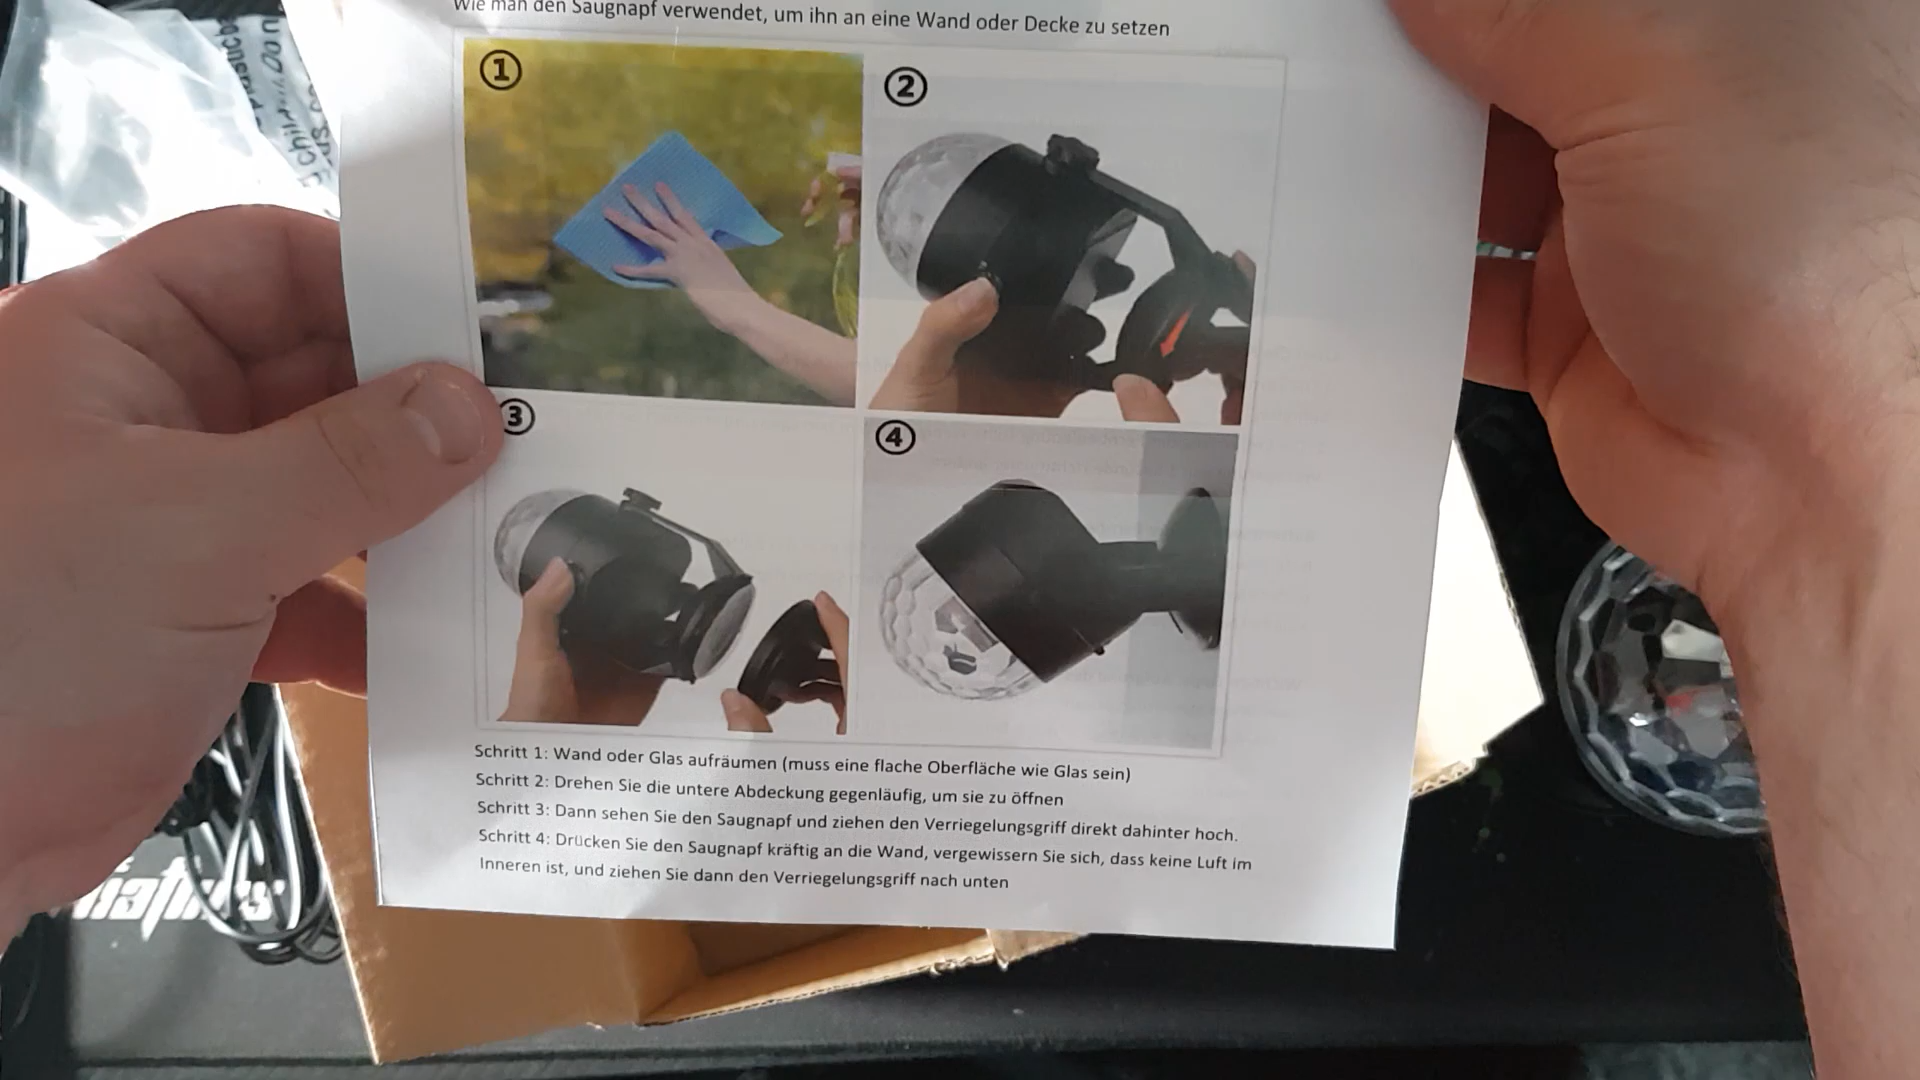 Wie man den Saugnapf verwendet, um ihn an eine Wand oder Decke zu setzen
1
2
3
4
Schritt 1: Wand oder Glas aufräumen (muss eine flache Oberfläche wie Glas sein)
Schritt 2: Drehen Sie die untere Abdeckung gegenläufig, um sie zu öffnen
Schritt 3: Dann sehen Sie den Saugnapf und ziehen den Verriegelungsgriff direkt dahinter hoch.
Schritt 4: Drücken Sie den Saugnapf kräftig an die Wand, vergewissern Sie sich, dass keine Luft im
Inneren ist, und ziehen Sie dann den Verriegelungsgriff nach unten